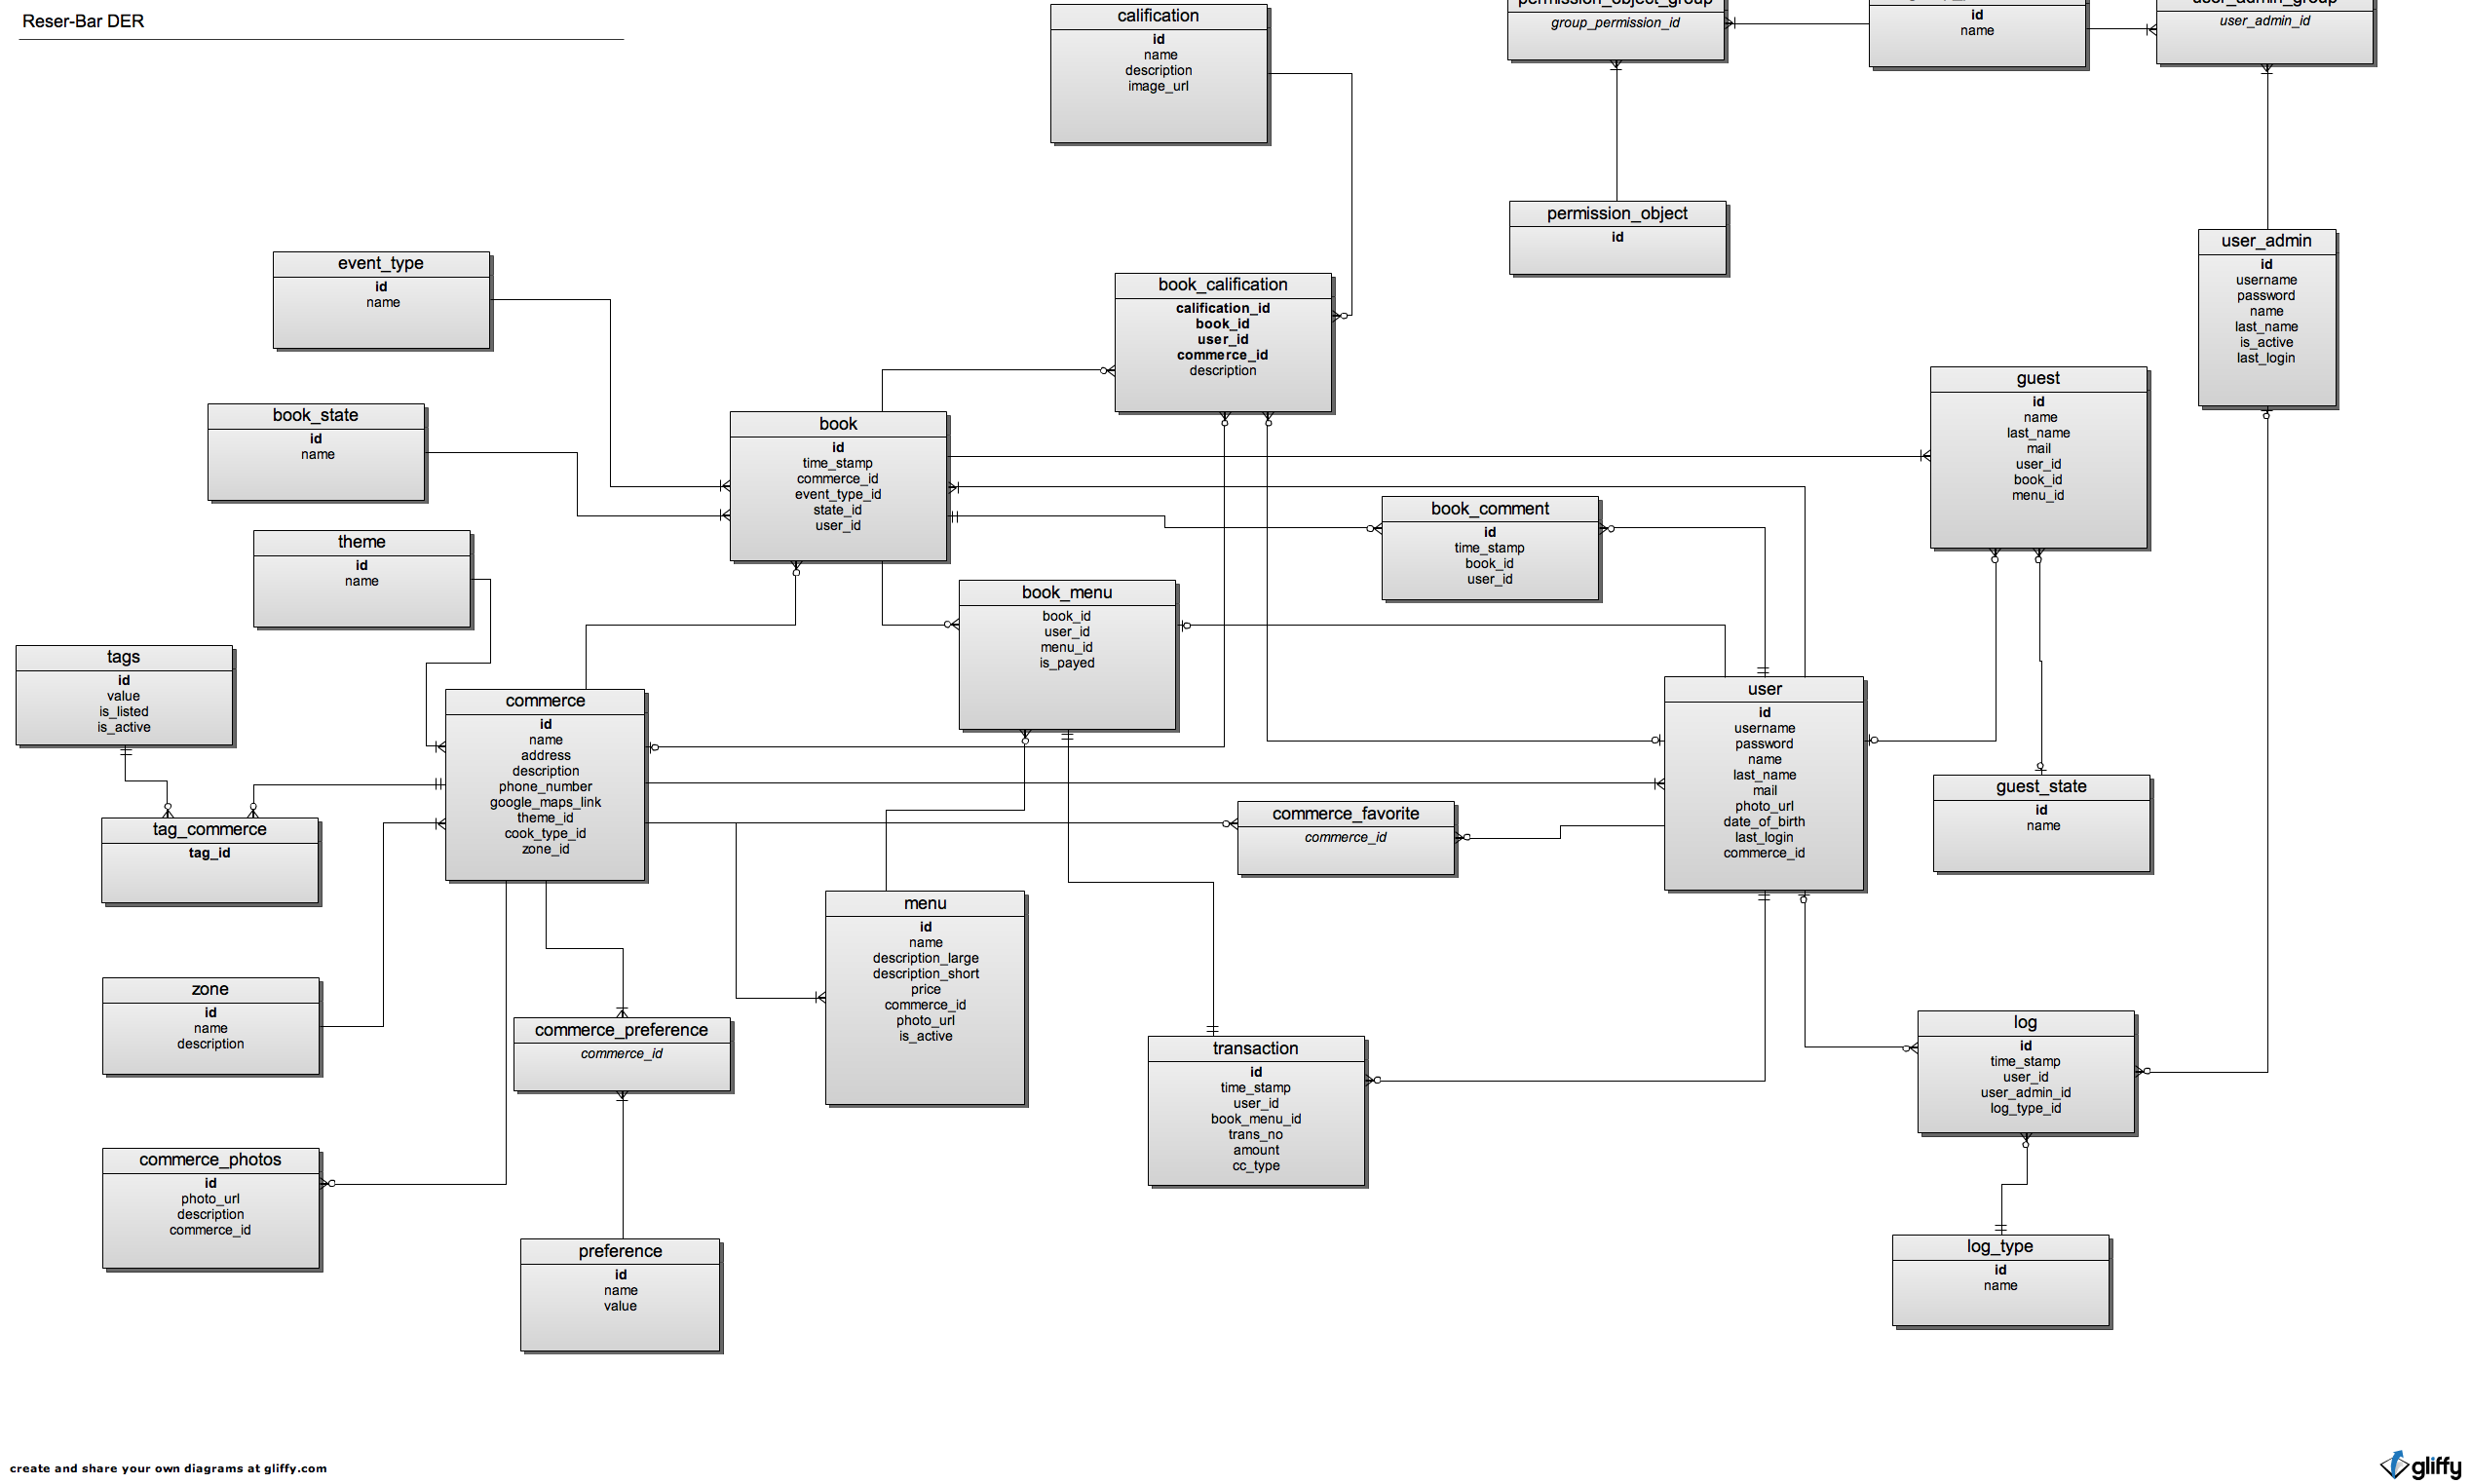 Reser-Bar DER
calification
id
name
description
image_url
permission_object_group
group_permission_id
id
name
user_admin_group
user_admin_id
permission_object
id
user_admin
id
username
password
name
last_name
is_active
last_login
event_type
id
name
book_calification
calification_id
book_id
user_id
commerce_id
description
guest
id
name
last_name
mail
user_id
book_id
menu_id
book_state
id
name
book
id
time_stamp
commerce_id
event_type_id
state_id
user_id
book_comment
id
time_stamp
book_id
user_id
theme
id
name
book_menu
book_id
user_id
menu_id
is_payed
tags
id
value
is_listed
is_active
commerce
id
name
address
description
phone_number
google_maps_link
theme_id
cook_type_id
zone_id
user
id
username
password
name
last_name
mail
photo_url
date_of_birth
last_login
commerce_id
guest_state
id
name
tag_commerce
tag_id
commerce_favorite
commerce_id
menu
id
name
description_large
description_short
price
commerce_id
photo_url
is_active
zone
id
name
description
commerce_preference
commerce_id
transaction
id
time_stamp
user_id
book_menu_id
trans_no
amount
cc_type
log
id
time_stamp
user_id
user_admin_id
log_type_id
commerce_photos
id
photo_url
description
commerce_id
preference
id
name
value
log_type
id
name
create and share your own diagrams at gliffy.com
gliffy